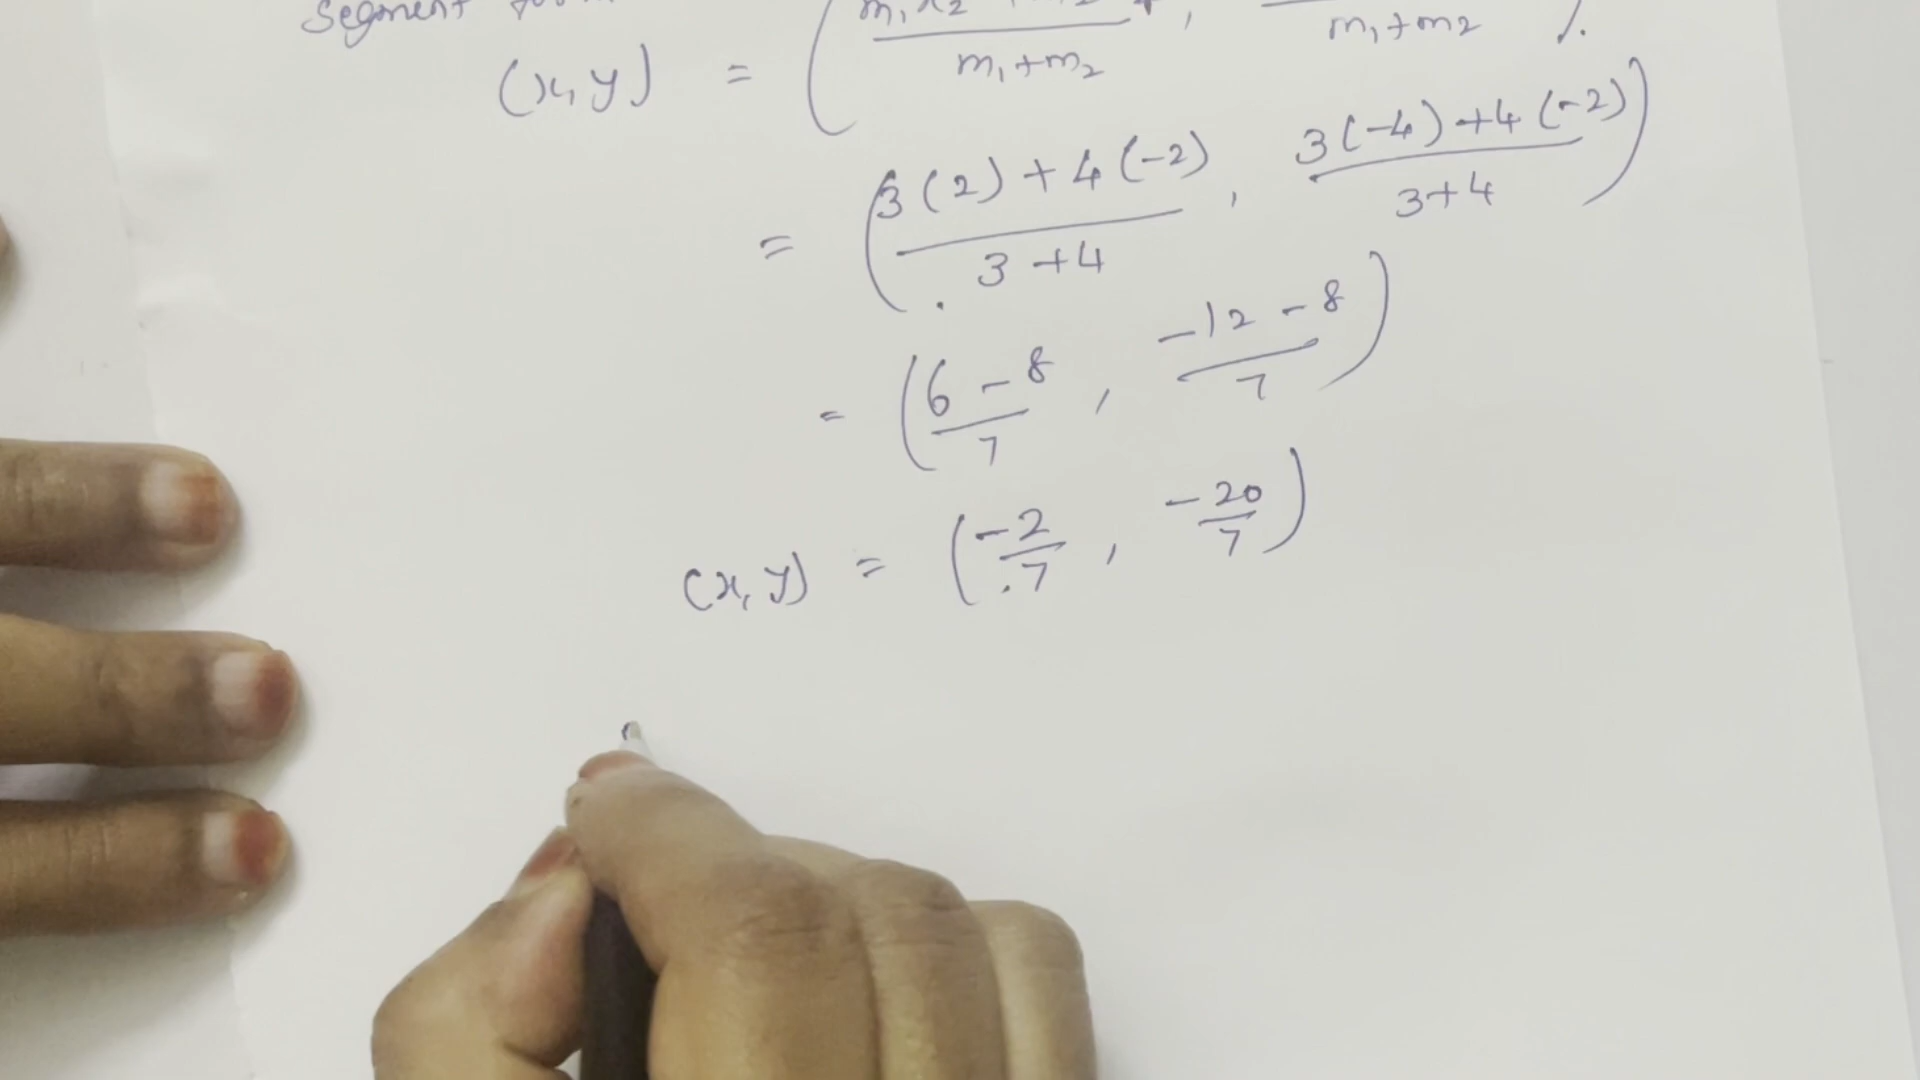 Segment
(x, y) = ( m₁x₂ / m₁+m₂ , / m₁+m₂ ).
= ( 3(2)+4(-2) / 3+4 , 3(-4)+4(-2) / 3+4 )
= ( 6-8 / 7 , -12-8 / 7 )
(x, y) = ( -2/7 , -20/7 )